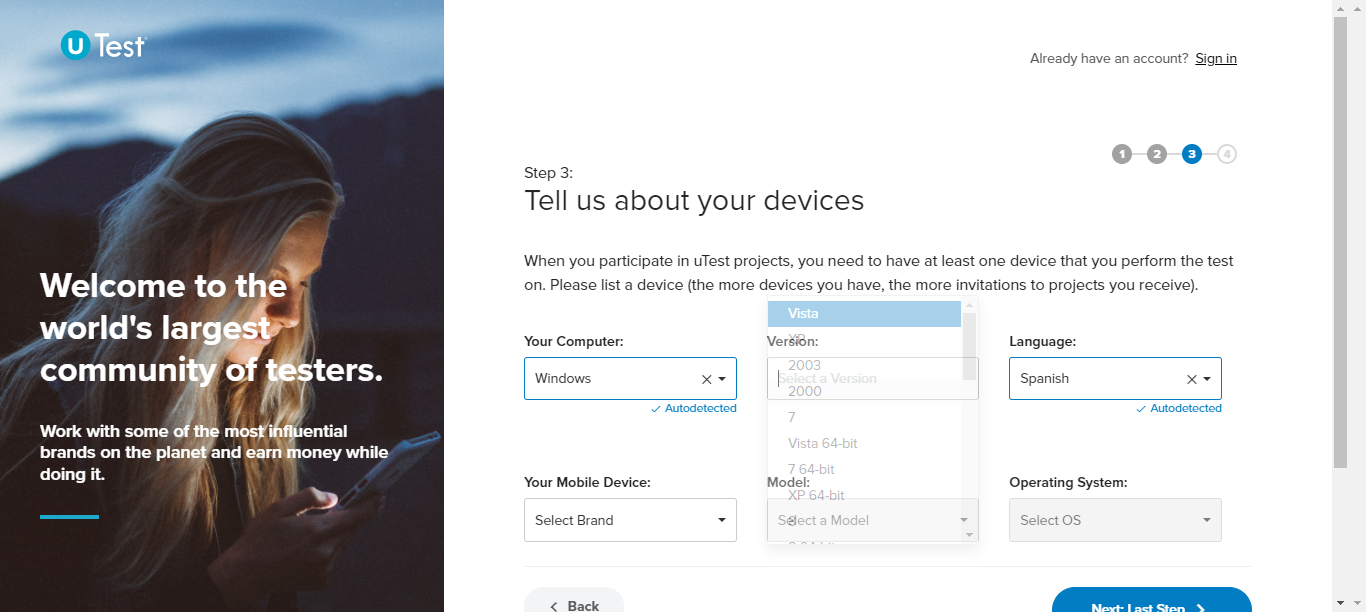 U Test
Already have an account? Sign in
1 2 3 4
Step 3:
Tell us about your devices
When you participate in uTest projects, you need to have at least one device that you perform the test
on. Please list a device (the more devices you have, the more invitations to projects you receive).
Welcome to the
world's largest
community of testers.
Work with some of the most influential
brands on the planet and earn money while
doing it.
Your Computer:
Windows
Autodetected
Version:
Select a Version
Vista
XP
2003
2000
7
Vista 64-bit
7 64-bit
XP 64-bit
8
Language:
Spanish
Autodetected
Your Mobile Device:
Select Brand
Model:
Select a Model
Operating System:
Select OS
Back
Next: Last Step